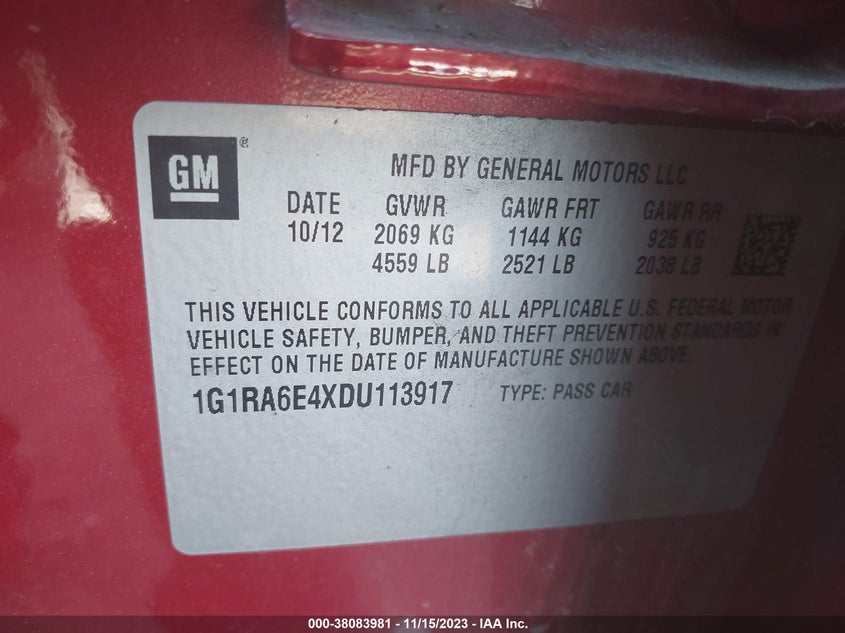 GM®
MFD BY GENERAL MOTORS LLC
DATE GVWR GAWR FRT GAWR RR
10/12 2069 KG 1144 KG 925 KG
4559 LB 2521 LB 2038 LB
THIS VEHICLE CONFORMS TO ALL APPLICABLE U.S. FEDERAL MOTOR
VEHICLE SAFETY, BUMPER, AND THEFT PREVENTION STANDARDS IN
EFFECT ON THE DATE OF MANUFACTURE SHOWN ABOVE.
1G1RA6E4XDU113917 TYPE: PASS CAR
000-38083981 - 11/15/2023 - IAA Inc.